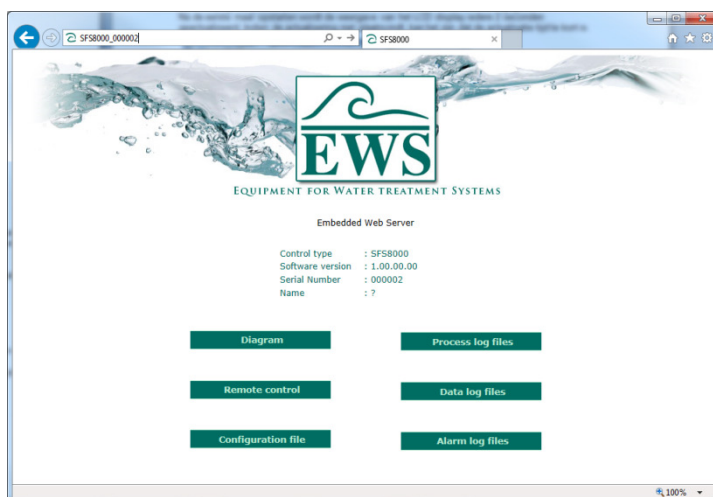 SFS8000_000002
SFS8000
EWS
EQUIPMENT FOR WATER TREATMENT SYSTEMS
Embedded Web Server
Control type : SFS8000
Software version : 1.00.00.00
Serial Number : 000002
Name : ?
Diagram
Process log files
Remote control
Data log files
Configuration file
Alarm log files
100%